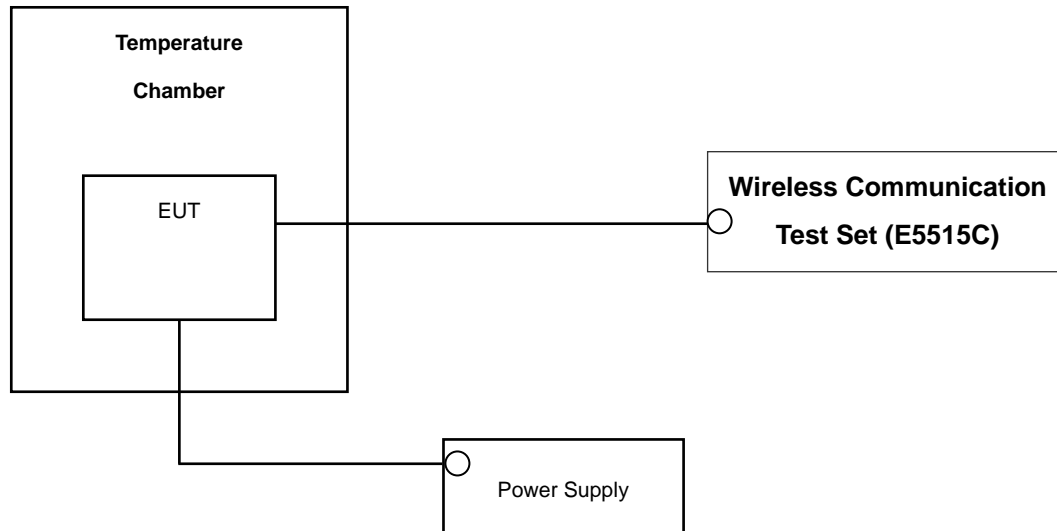 Temperature
Chamber
EUT
Wireless Communication
Test Set (E5515C)
Power Supply